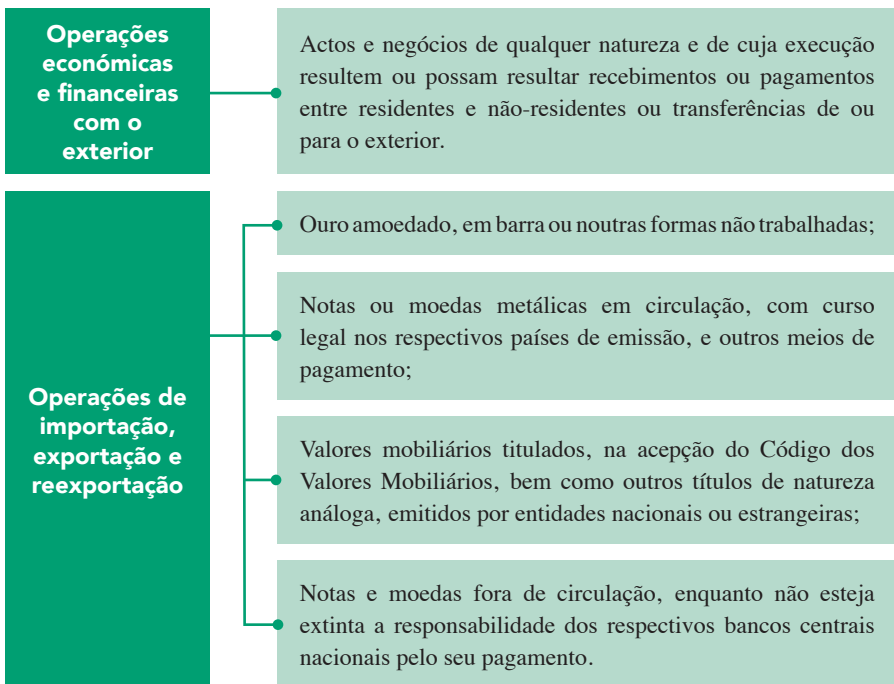 Operações
económicas
e financeiras
com o
exterior
Actos e negócios de qualquer natureza e de cuja execução
resultem ou possam resultar recebimentos ou pagamentos
entre residentes e não-residentes ou transferências de ou
para o exterior.
Operações de
importação,
exportação e
reexportação
Ouro amoedado, em barra ou noutras formas não trabalhadas;
Notas ou moedas metálicas em circulação, com curso
legal nos respectivos países de emissão, e outros meios de
pagamento;
Valores mobiliários titulados, na acepção do Código dos
Valores Mobiliários, bem como outros títulos de natureza
análoga, emitidos por entidades nacionais ou estrangeiras;
Notas e moedas fora de circulação, enquanto não esteja
extinta a responsabilidade dos respectivos bancos centrais
nacionais pelo seu pagamento.